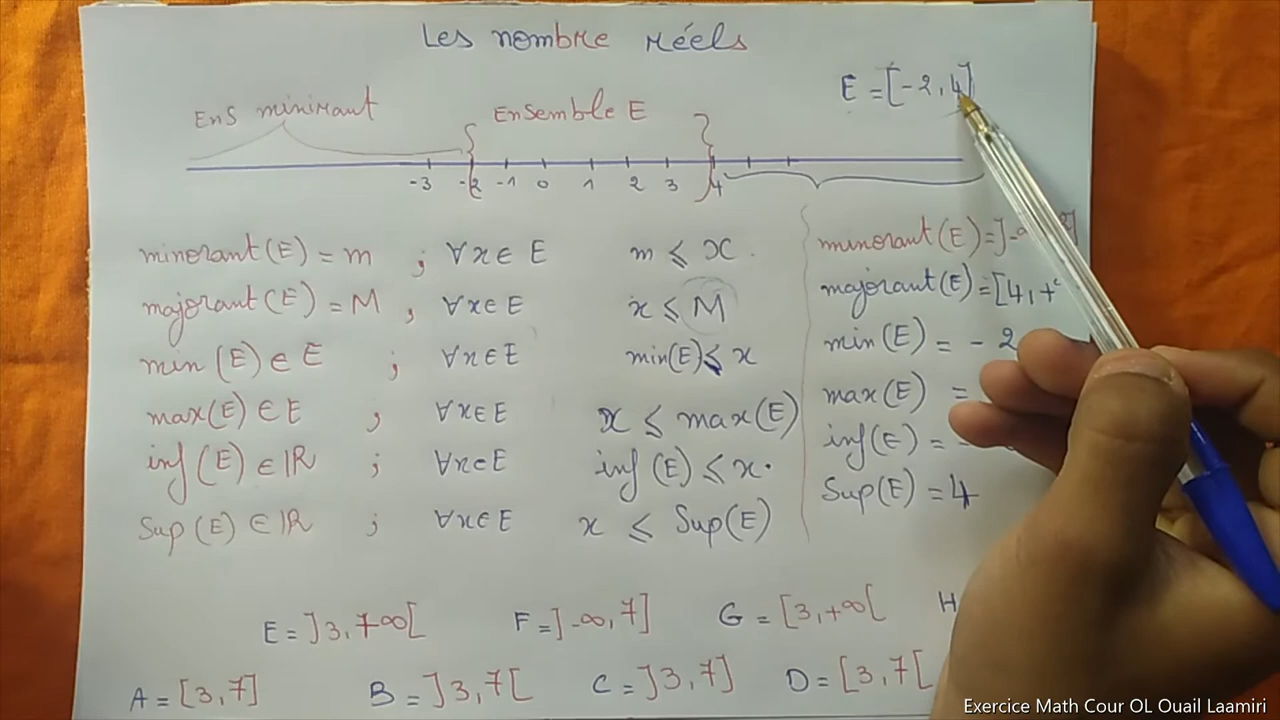 Les nombre réels
E = [-2, 4]
Ens minirant
Ensemble E
-3 -2 -1 0 1 2 3 4
minorant(E) = m ; ∀x∈E m ⩽ x
majorant(E) = M , ∀x∈E x ⩽ M
min(E) ∈ E ; ∀x∈E min(E) ⩽ x
max(E) ∈ E ; ∀x∈E x ⩽ max(E)
inf(E) ∈ IR ; ∀x∈E inf(E) ⩽ x.
Sup(E) ∈ IR ; ∀x∈E x ⩽ Sup(E)
minorant(E) = ]-
majorant(E) = [4, +
min(E) = - 2
max(E) =
inf(E) = -
Sup(E) = 4
E = ]3, +∞[
F = ]-∞, 7]
G = [3, +∞[
H
A = [3, 7]
B = ]3, 7[
C = ]3, 7]
D = [3, 7[
Exercice Math Cour OL Ouail Laamiri